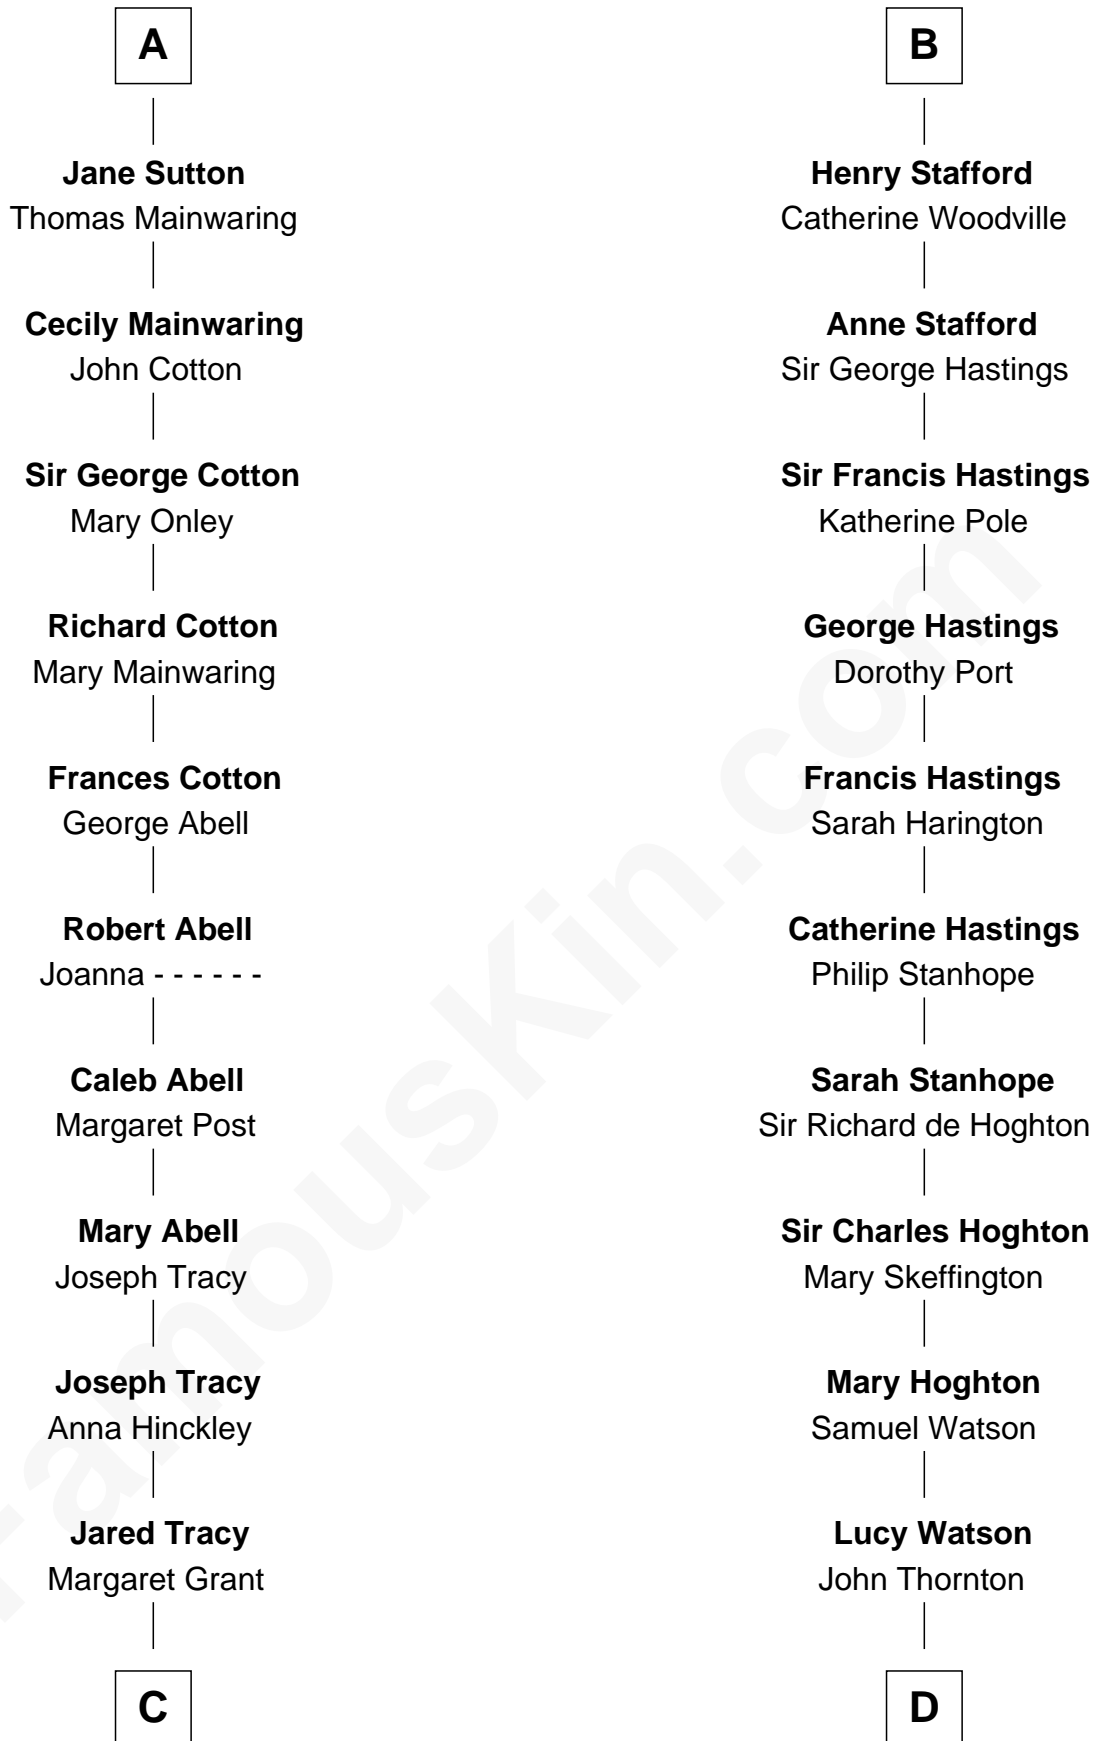 A
Jane Sutton
Thomas Mainwaring
Cecily Mainwaring
John Cotton
Sir George Cotton
Mary Onley
Richard Cotton
Mary Mainwaring
Frances Cotton
George Abell
Robert Abell
Joanna - - - - - -
Caleb Abell
Margaret Post
Mary Abell
Joseph Tracy
Joseph Tracy
Anna Hinckley
Jared Tracy
Margaret Grant
C
B
Henry Stafford
Catherine Woodville
Anne Stafford
Sir George Hastings
Sir Francis Hastings
Katherine Pole
George Hastings
Dorothy Port
Francis Hastings
Sarah Harington
Catherine Hastings
Philip Stanhope
Sarah Stanhope
Sir Richard de Hoghton
Sir Charles Hoghton
Mary Skeffington
Mary Hoghton
Samuel Watson
Lucy Watson
John Thornton
D
FamousKin.com